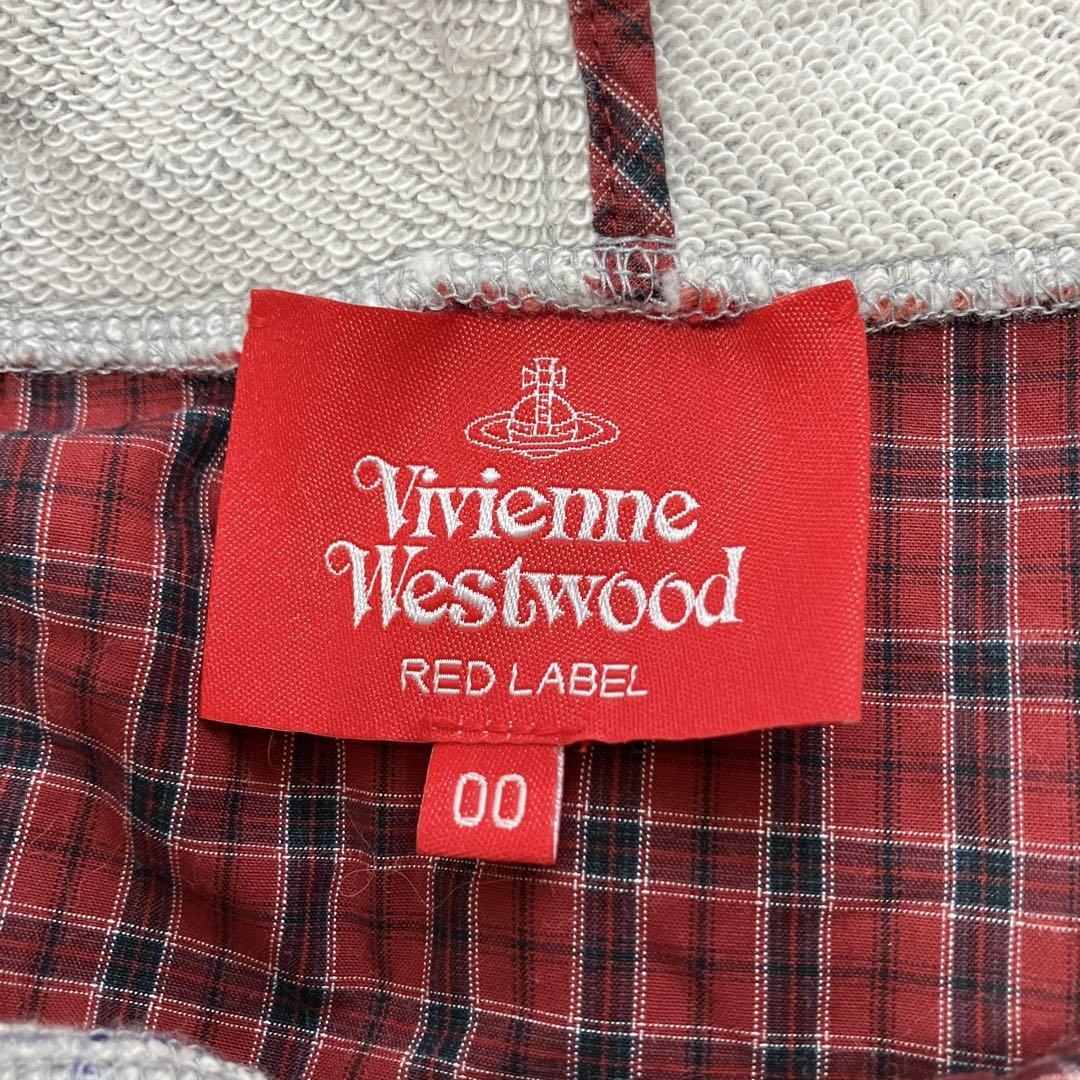 Vivienne
Westwood
RED LABEL
00